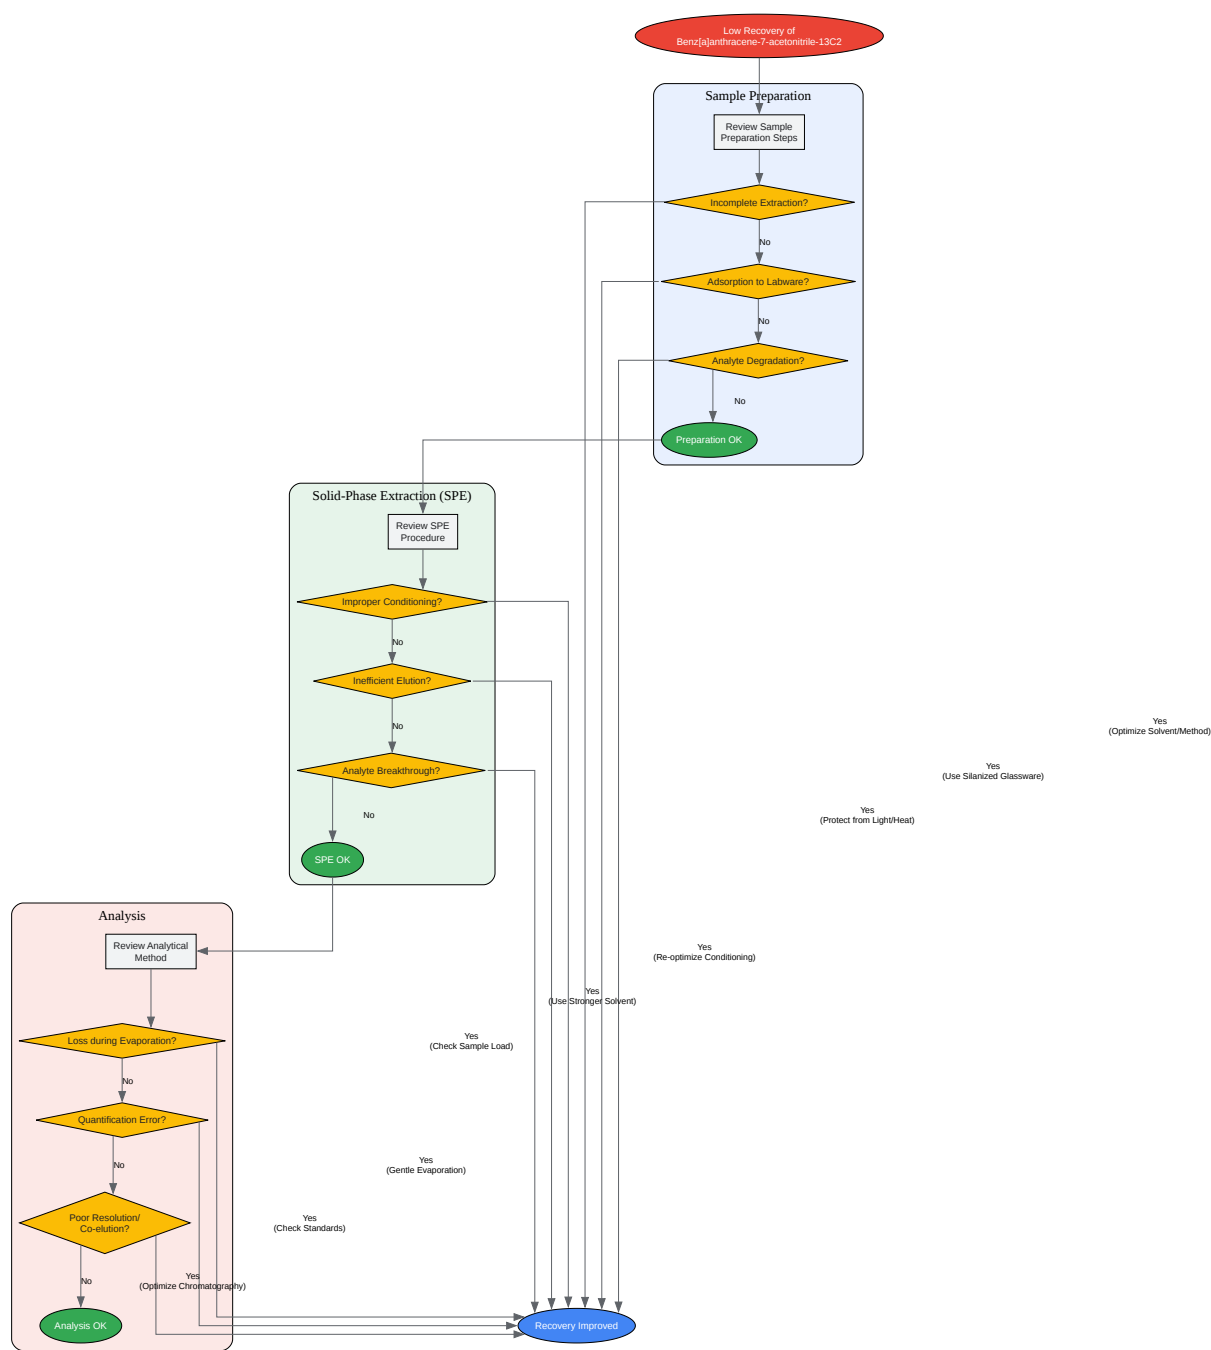 Low Recovery of
Benz[a]anthracene-7-acetonitrile-13C2
Sample Preparation
Review Sample
Preparation Steps
Incomplete Extraction?
No
Adsorption to Labware?
No
Analyte Degradation?
No
Preparation OK
Solid-Phase Extraction (SPE)
Review SPE
Procedure
Improper Conditioning?
No
Inefficient Elution?
No
Analyte Breakthrough?
No
SPE OK
Yes
(Optimize Solvent/Method)
Yes
(Use Silanized Glassware)
Yes
(Protect from Light/Heat)
Analysis
Review Analytical
Method
Yes
(Re-optimize Conditioning)
Yes
(Use Stronger Solvent)
Yes
(Check Sample Load)
Loss during Evaporation?
No
Quantification Error?
No
Yes
(Gentle Evaporation)
Yes
(Check Standards)
Poor Resolution/
Co-elution?
No
Yes
(Optimize Chromatography)
Analysis OK
Recovery Improved